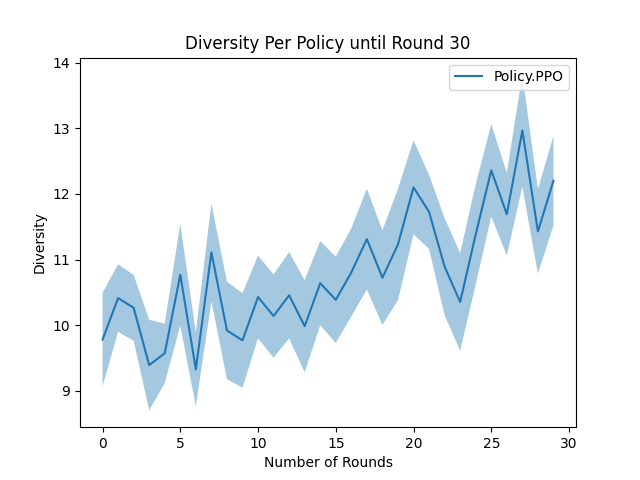 Diversity Per Policy until Round 30
Policy.PPO
14
13
12
11
10
9
Diversity
0 5 10 15 20 25 30
Number of Rounds